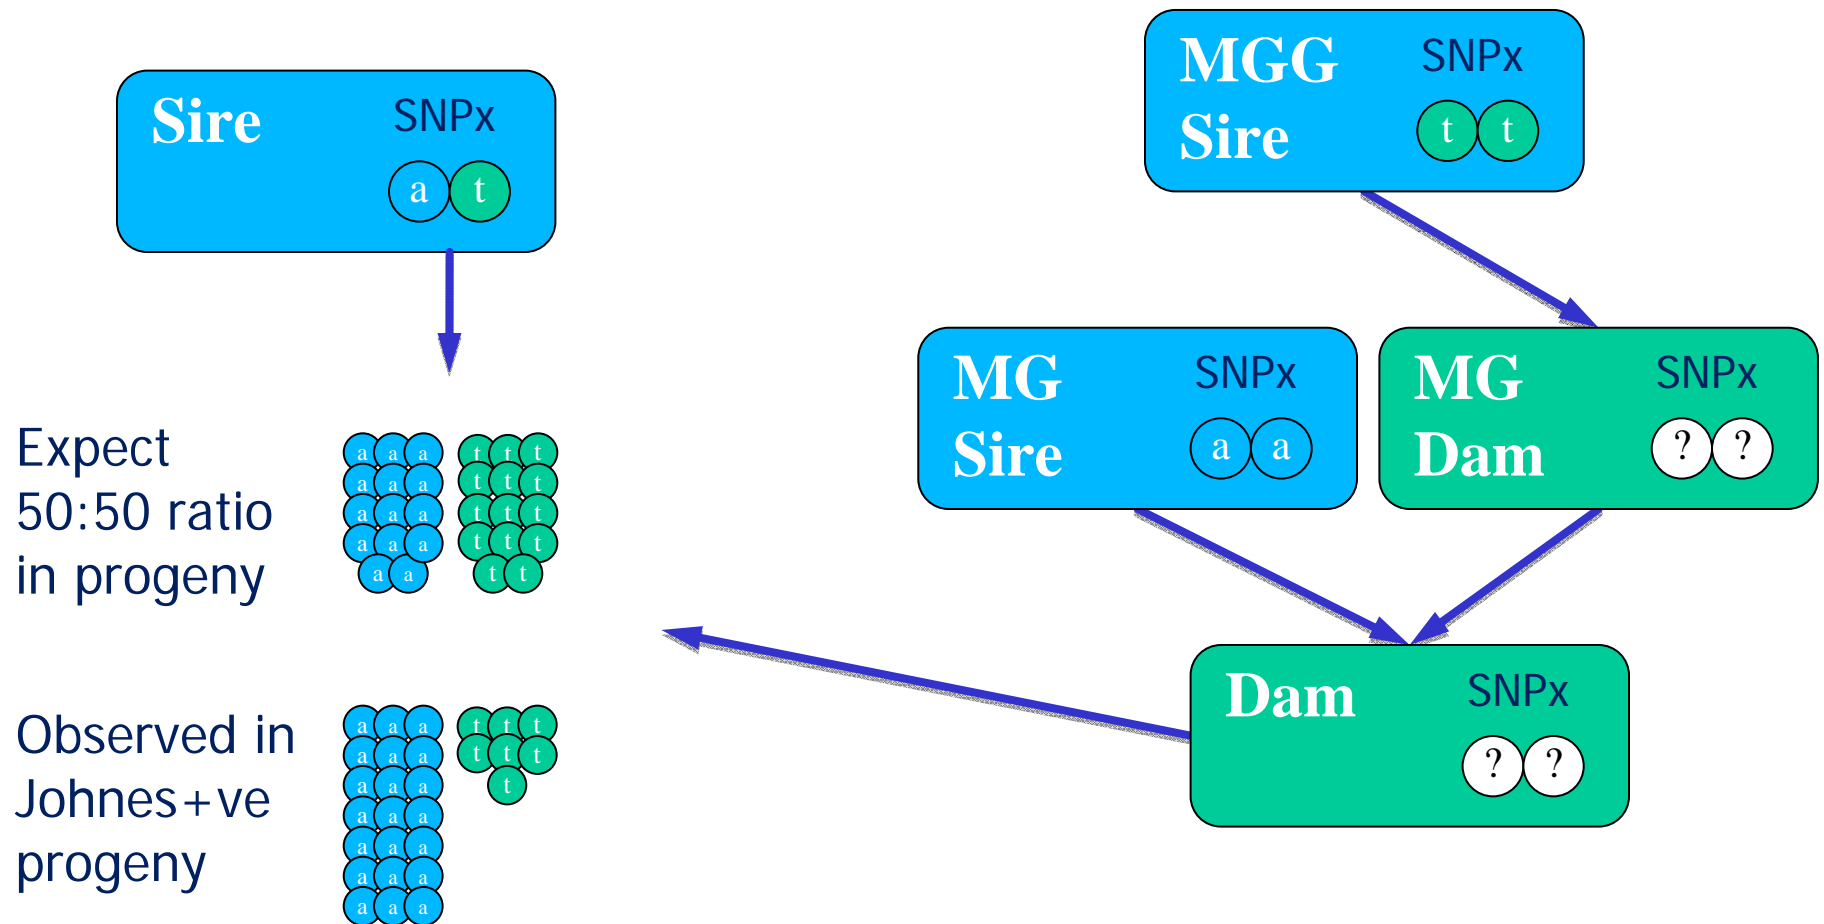 Sire SNPx
a t
Expect
50:50 ratio
in progeny
a a a t t t
a a a t t t
a a a t t t
a a a t t t
a a t t
Observed in
Johnes+ve
progeny
a a a t t t
a a a t t t
a a a t
a a a
a a a
a a a
a a a
MGG SNPx
Sire t t
MG SNPx
Sire a a
MG SNPx
Dam ? ?
Dam SNPx
? ?